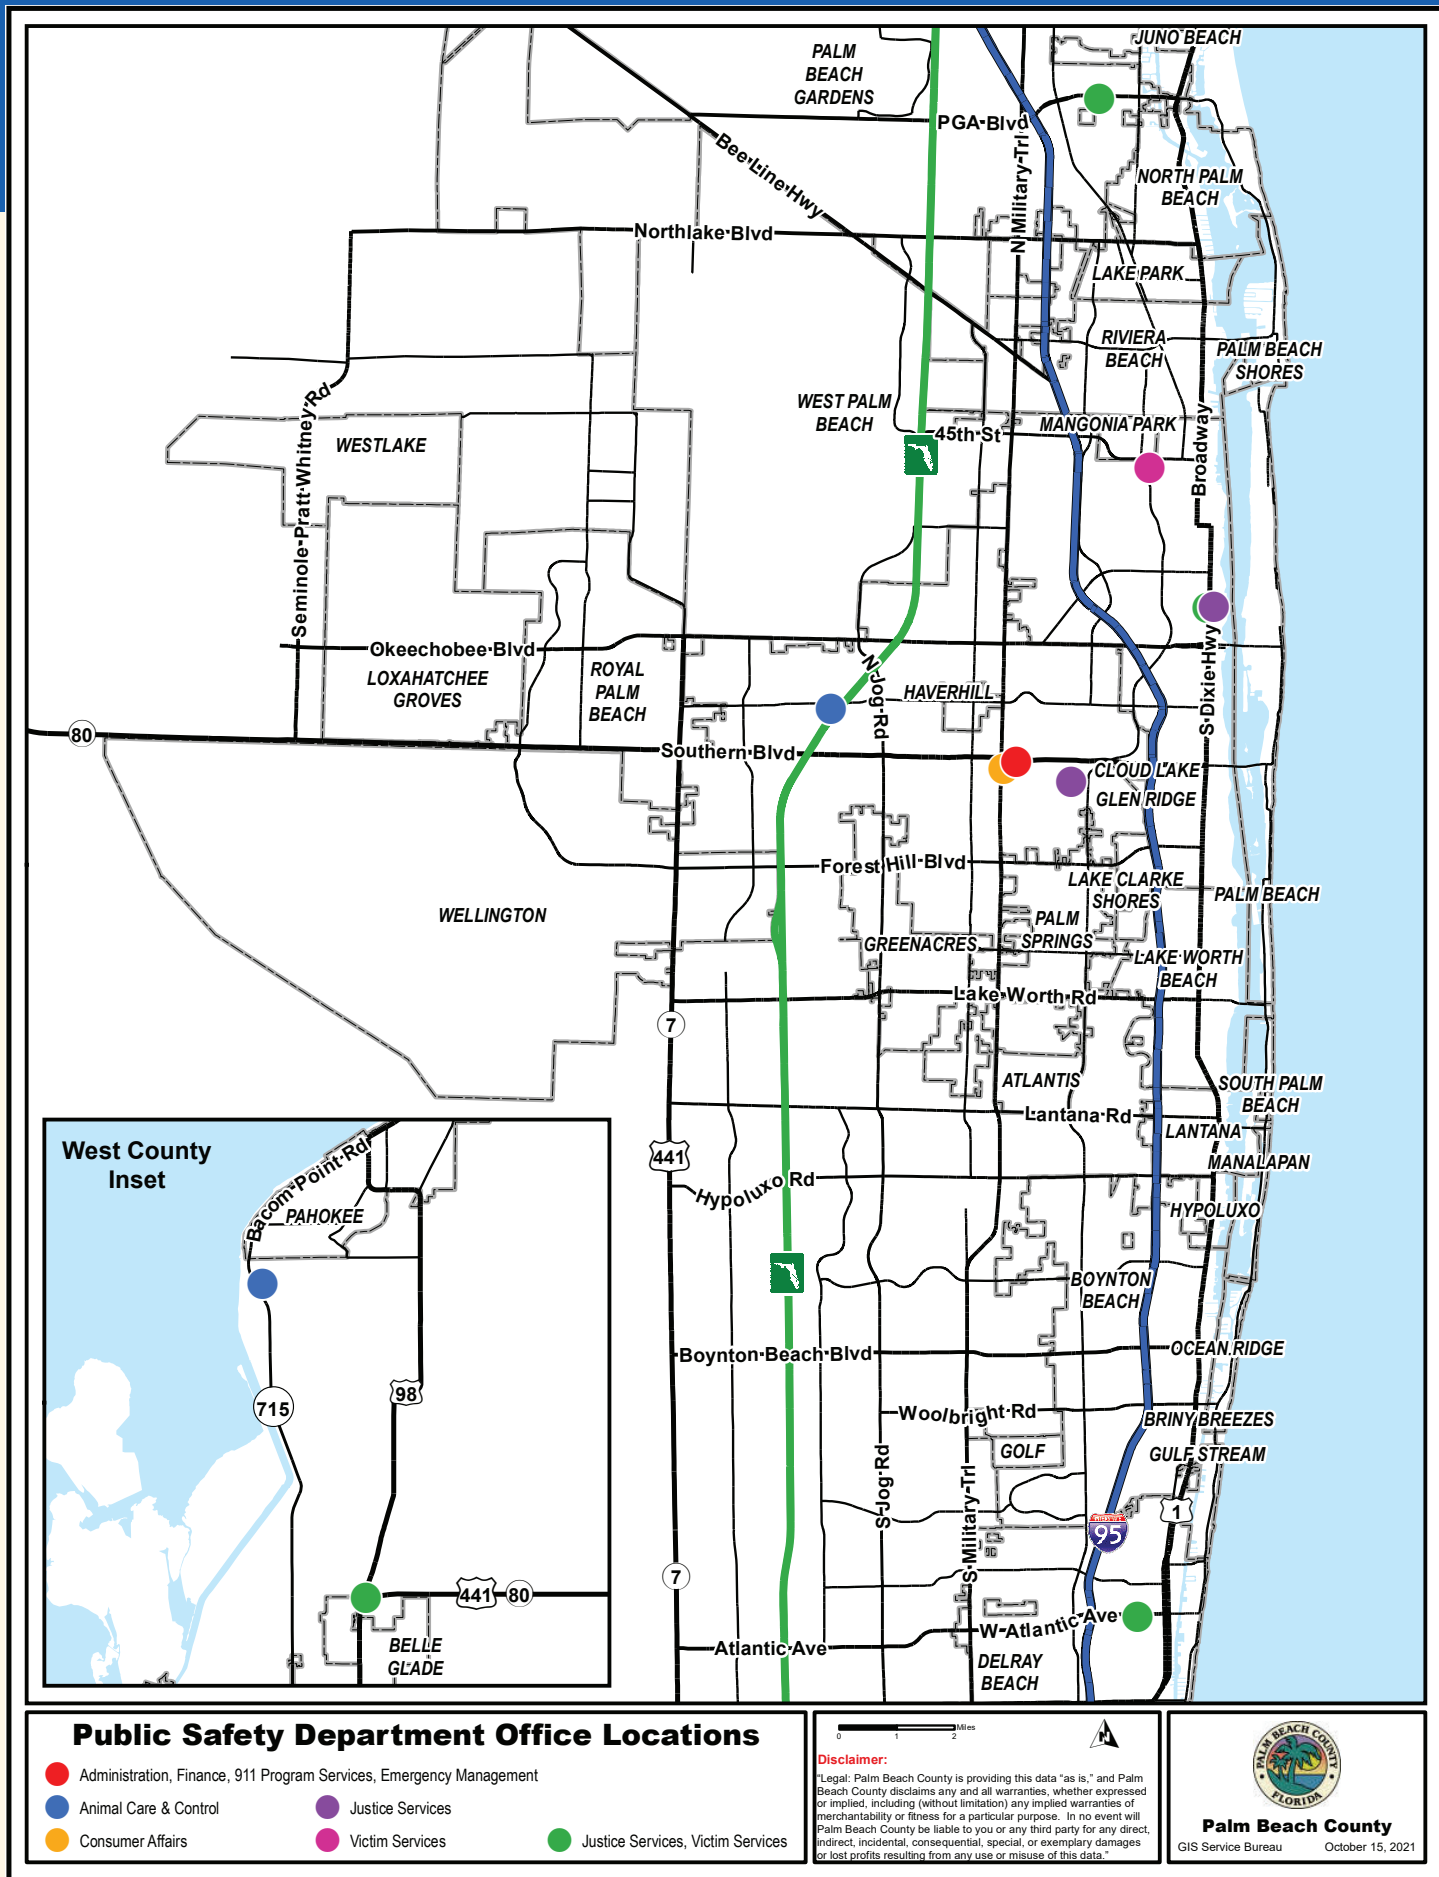 JUNO BEACH
PALM
BEACH
GARDENS
PGA Blvd
Bee Line Hwy
N Military Trl
NORTH PALM
BEACH
Northlake Blvd
LAKE PARK
RIVIERA
BEACH
PALM BEACH
SHORES
Seminole Pratt Whitney Rd
WEST PALM
BEACH
MANGONIA PARK
45th St
Broadway
WESTLAKE
Okeechobee Blvd
LOXAHATCHEE
GROVES
ROYAL
PALM
BEACH
N Jog Rd
HAVERHILL
S Dixie Hwy
80
Southern Blvd
CLOUD LAKE
GLEN RIDGE
Forest Hill Blvd
LAKE CLARKE
SHORES
PALM BEACH
WELLINGTON
PALM
SPRINGS
GREENACRES
LAKE WORTH
BEACH
Lake Worth Rd
7
ATLANTIS
SOUTH PALM
BEACH
Lantana Rd
LANTANA
441
MANALAPAN
Hypoluxo Rd
HYPOLUXO
BOYNTON
BEACH
Boynton Beach Blvd
OCEAN RIDGE
Woolbright Rd
BRINY BREEZES
GOLF
GULF STREAM
S Jog Rd
S Military Trl
1
95
7
W Atlantic Ave
Atlantic Ave
DELRAY
BEACH
West County
Inset
Bacom Point Rd
PAHOKEE
715
98
441
80
BELLE
GLADE
Public Safety Department Office Locations
Administration, Finance, 911 Program Services, Emergency Management
Animal Care & Control
Justice Services
Consumer Affairs
Victim Services
Justice Services, Victim Services
Miles
0 1 2
N
Disclaimer:
"Legal: Palm Beach County is providing this data "as is," and Palm
Beach County disclaims any and all warranties, whether expressed
or implied, including (without limitation) any implied warranties of
merchantability or fitness for a particular purpose. In no event will
Palm Beach County be liable to you or any third party for any direct,
indirect, incidental, consequential, special, or exemplary damages
or lost profits resulting from any use or misuse of this data."
PALM BEACH COUNTY
FLORIDA
Palm Beach County
GIS Service Bureau October 15, 2021